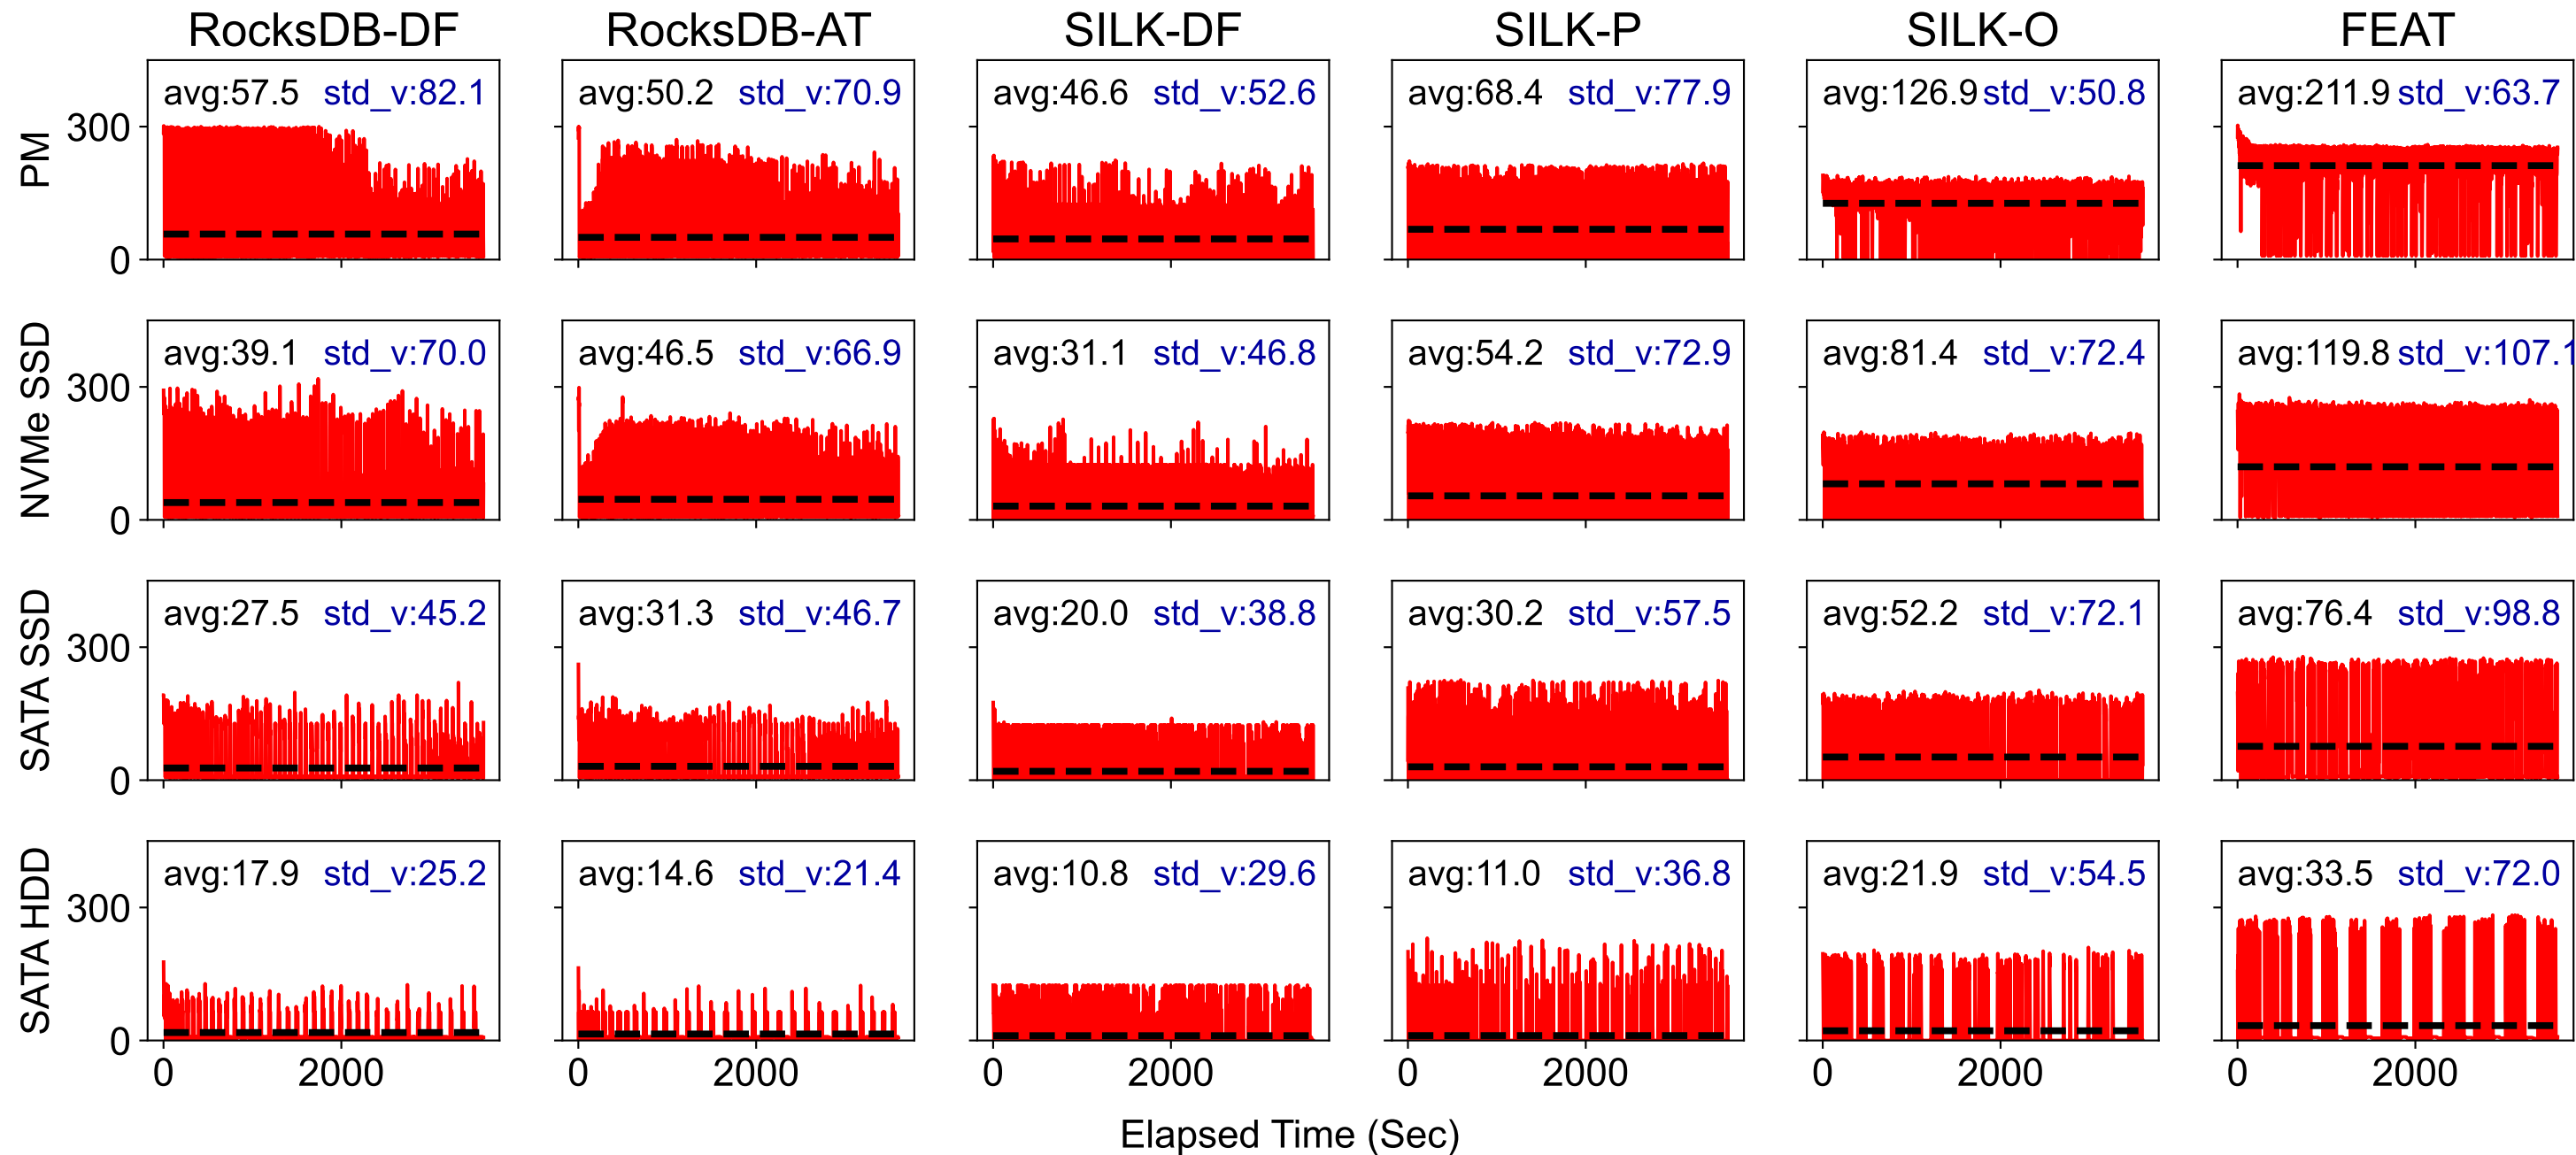 RocksDB-DF RocksDB-AT SILK-DF SILK-P SILK-O FEAT
PM
300
0
avg:57.5 std_v:82.1
avg:50.2 std_v:70.9
avg:46.6 std_v:52.6
avg:68.4 std_v:77.9
avg:126.9 std_v:50.8
avg:211.9 std_v:63.7
NVMe SSD
300
0
avg:39.1 std_v:70.0
avg:46.5 std_v:66.9
avg:31.1 std_v:46.8
avg:54.2 std_v:72.9
avg:81.4 std_v:72.4
avg:119.8 std_v:107.1
SATA SSD
300
0
avg:27.5 std_v:45.2
avg:31.3 std_v:46.7
avg:20.0 std_v:38.8
avg:30.2 std_v:57.5
avg:52.2 std_v:72.1
avg:76.4 std_v:98.8
SATA HDD
300
0
avg:17.9 std_v:25.2
avg:14.6 std_v:21.4
avg:10.8 std_v:29.6
avg:11.0 std_v:36.8
avg:21.9 std_v:54.5
avg:33.5 std_v:72.0
0 2000 0 2000 0 2000 0 2000 0 2000 0 2000
Elapsed Time (Sec)